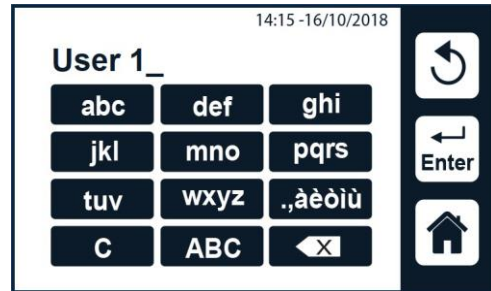 14:15 -16/10/2018
User 1_
abc def ghi
jkl mno pqrs
Enter
tuv wxyz .,àèòìù
C ABC X